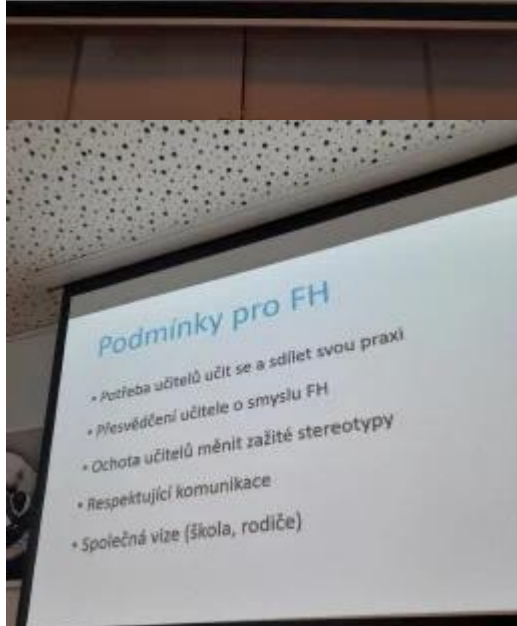 Podmínky pro FH
• Potřeba učitelů učit se a sdílet svou praxi
• Přesvědčení učitele o smyslu FH
• Ochota učitelů měnit zažité stereotypy
• Respektující komunikace
• Společná vize (škola, rodiče)